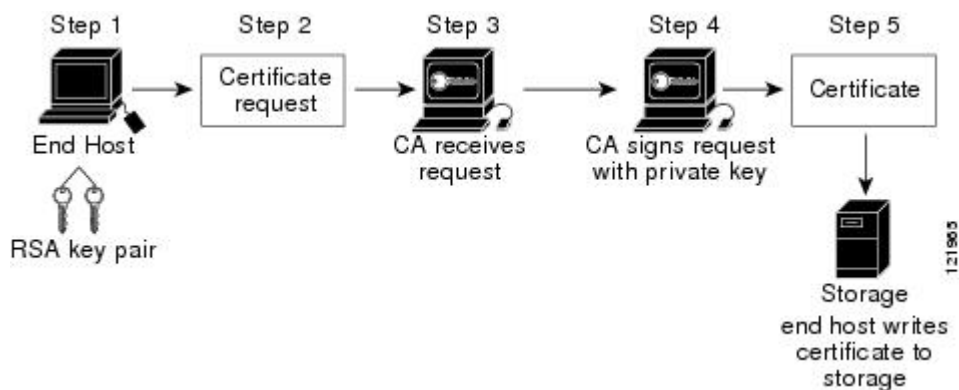 Step 1
Step 2
Step 3
Step 4
Step 5
Certificate
request
Certificate
End Host
CA receives
request
CA signs request
with private key
RSA key pair
Storage
end host writes
certificate to
storage
121965